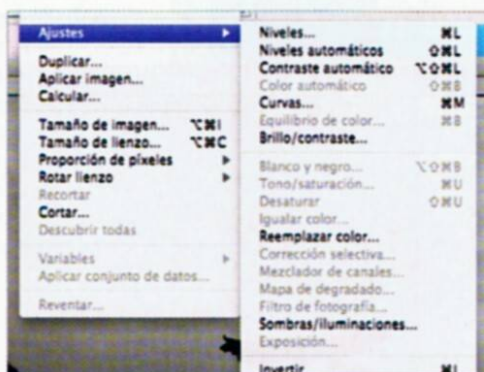 Ajustes
Duplicar...
Aplicar imagen...
Calcular...
Tamaño de imagen... ⌥⌘I
Tamaño de lienzo... ⌥⌘C
Proporción de píxeles
Rotar lienzo
Recortar
Cortar...
Descubrir todas
Variables
Aplicar conjunto de datos...
Reventar...
Niveles... ⌘L
Niveles automáticos ⇧⌘L
Contraste automático ⌥⇧⌘L
Color automático ⇧⌘B
Curvas... ⌘M
Equilibrio de color... ⌘B
Brillo/contraste...
Blanco y negro... ⌥⇧⌘B
Tono/saturación... ⌘U
Desaturar ⇧⌘U
Igualar color...
Reemplazar color...
Corrección selectiva...
Mezclador de canales...
Mapa de degradado...
Filtro de fotografía...
Sombras/iluminaciones...
Exposición...
Invertir ⌘I